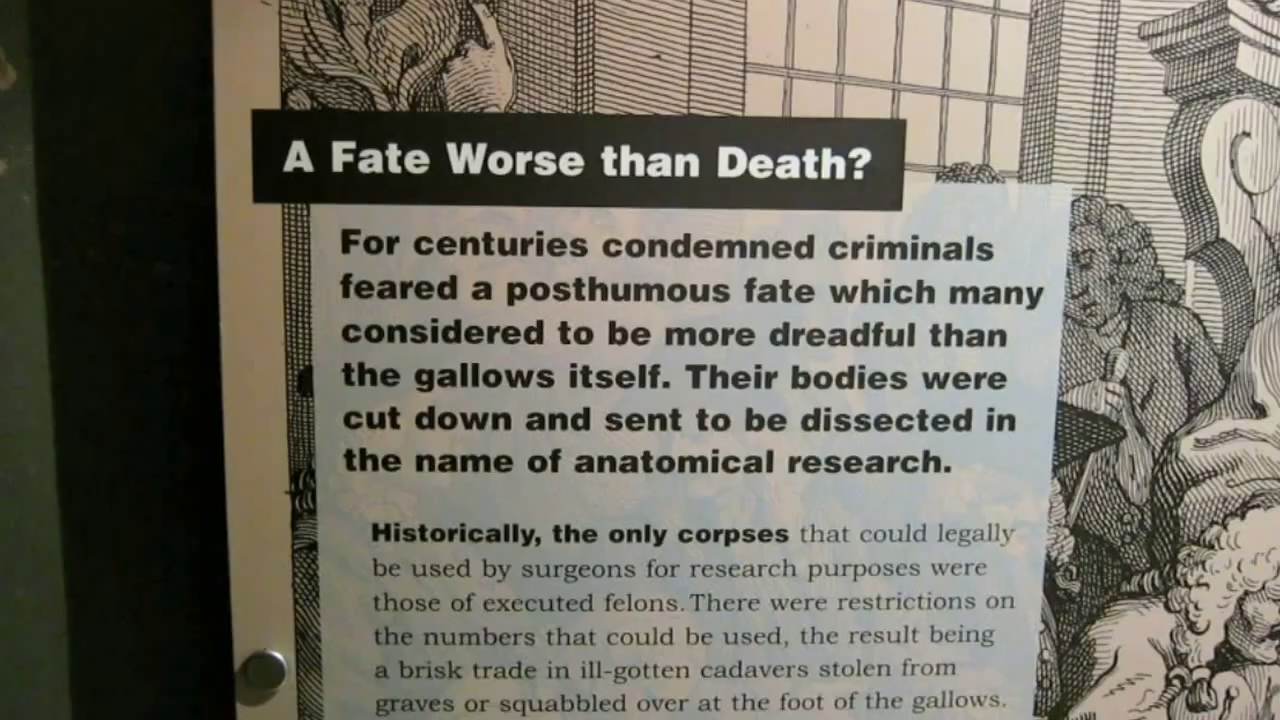 A Fate Worse than Death?
For centuries condemned criminals
feared a posthumous fate which many
considered to be more dreadful than
the gallows itself. Their bodies were
cut down and sent to be dissected in
the name of anatomical research.
Historically, the only corpses that could legally
be used by surgeons for research purposes were
those of executed felons. There were restrictions on
the numbers that could be used, the result being
a brisk trade in ill-gotten cadavers stolen from
graves or squabbled over at the foot of the gallows.